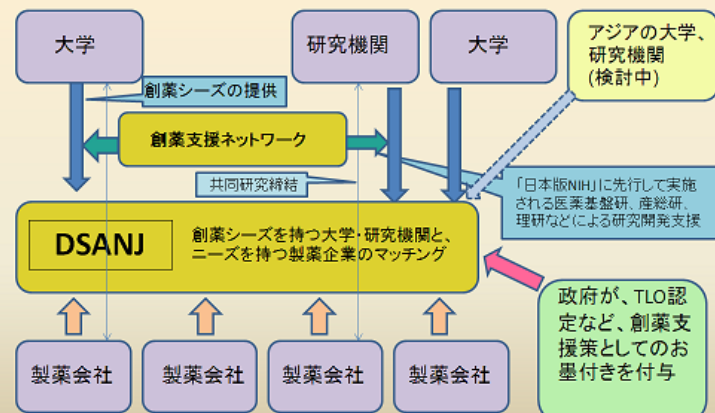 大学
研究機関
大学
アジアの大学、
研究機関
(検討中)
創薬シーズの提供
創薬支援ネットワーク
共同研究締結
「日本版NIH」に先行して実施
される医薬基盤研、産総研、
理研などによる研究開発支援
DSANJ
創薬シーズを持つ大学・研究機関と、
ニーズを持つ製薬企業のマッチング
政府が、TLO認
定など、創薬支
援策としてのお
墨付きを付与
製薬会社
製薬会社
製薬会社
製薬会社